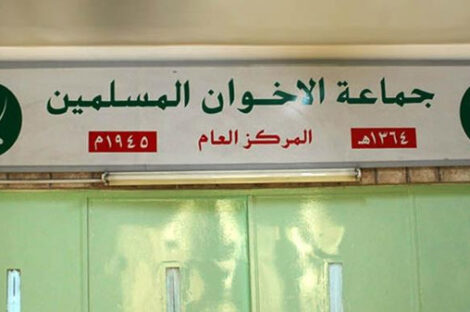 جماعة الاخوان المسلمين
١٣٦٤هـ المركز العام ١٩٤٥م